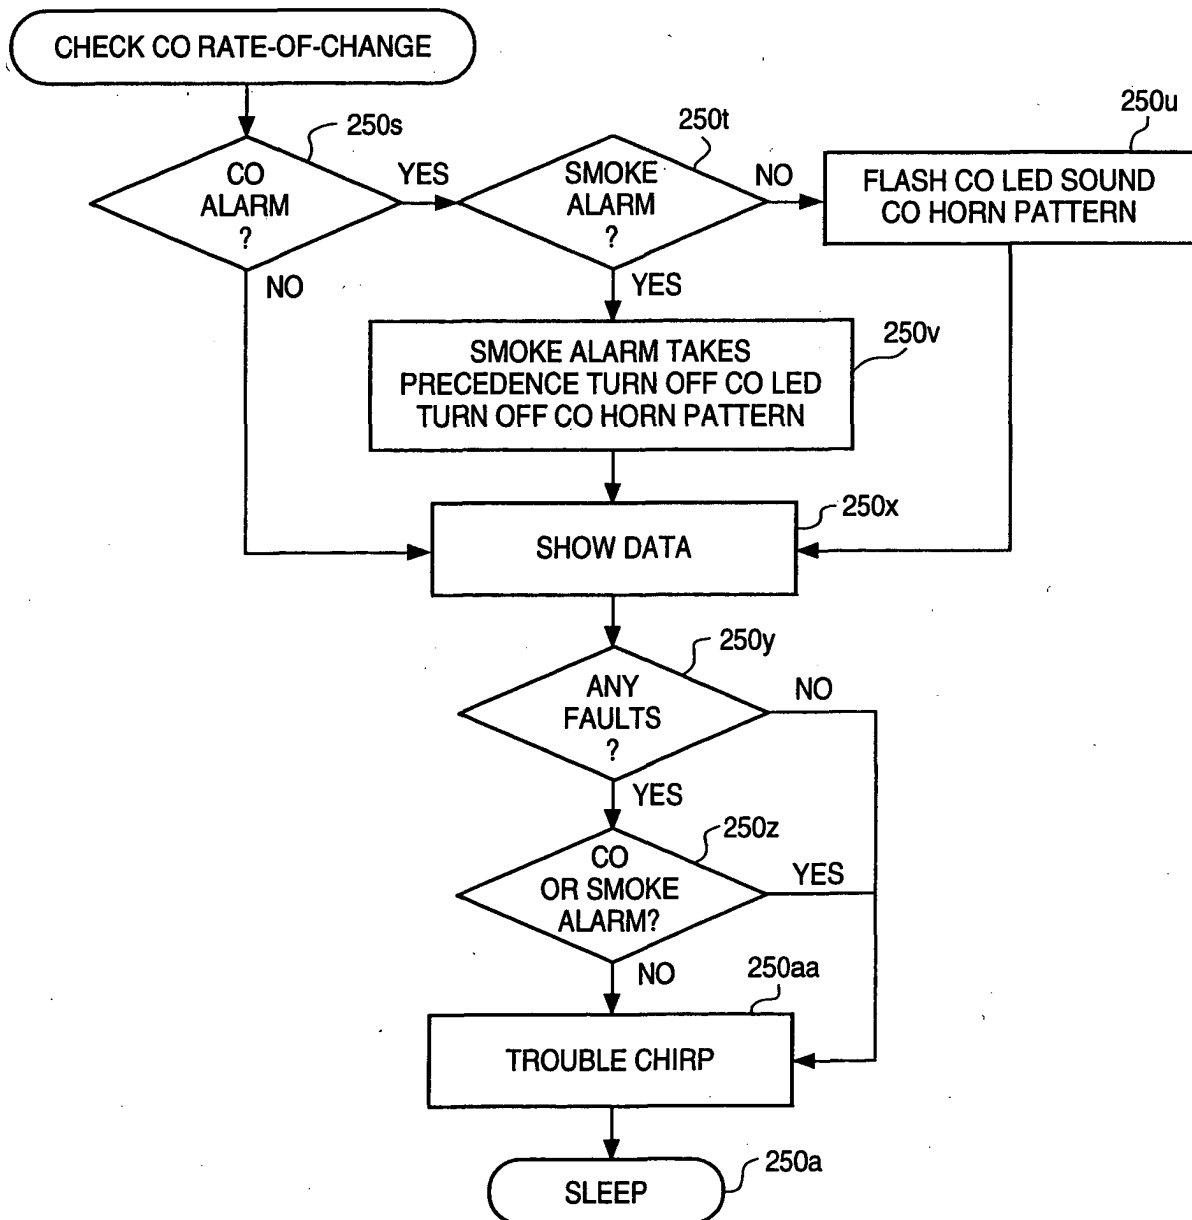 CHECK CO RATE-OF-CHANGE
250s
CO
ALARM
?
YES
NO
250t
SMOKE
ALARM
?
NO
YES
250u
FLASH CO LED SOUND
CO HORN PATTERN
250v
SMOKE ALARM TAKES
PRECEDENCE TURN OFF CO LED
TURN OFF CO HORN PATTERN
250x
SHOW DATA
250y
ANY
FAULTS
?
NO
YES
250z
CO
OR SMOKE
ALARM?
YES
NO
250aa
TROUBLE CHIRP
250a
SLEEP